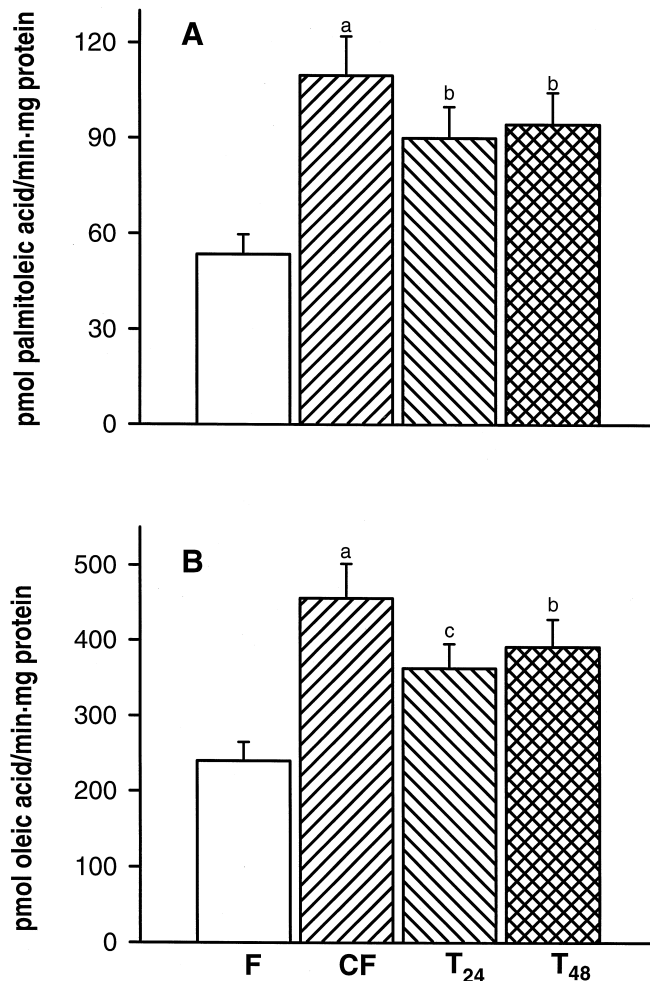 A
pmol palmitoleic acid/min·mg protein
120
90
60
30
0
a
b
b
B
pmol oleic acid/min·mg protein
500
400
300
200
100
0
a
c
b
F CF T24 T48